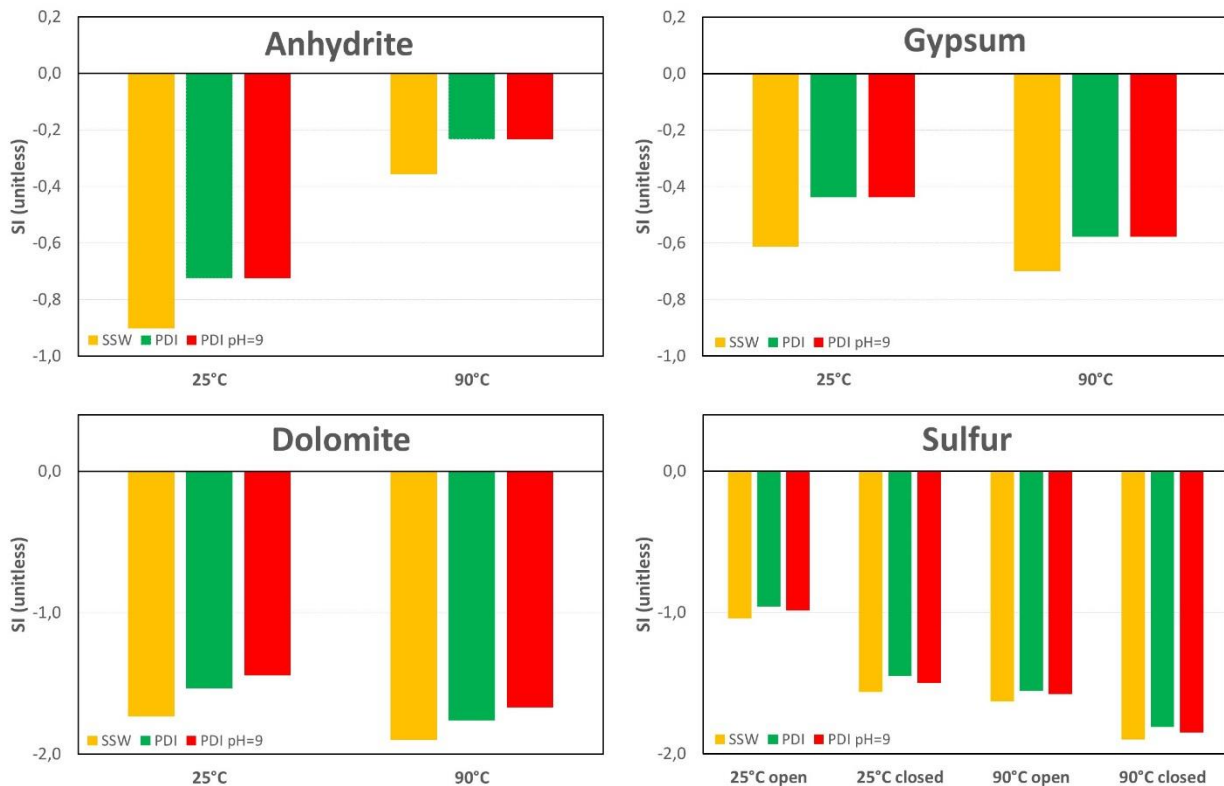 Anhydrite
0,2
0,0
-0,2
-0,4
-0,6
-0,8
-1,0
SI (unitless)
SSW PDI PDI pH=9
25°C 90°C
Gypsum
0,2
0,0
-0,2
-0,4
-0,6
-0,8
-1,0
SI (unitless)
SSW PDI PDI pH=9
25°C 90°C
Dolomite
0,0
-1,0
-2,0
SI (unitless)
SSW PDI PDI pH=9
25°C 90°C
Sulfur
0,0
-1,0
-2,0
SI (unitless)
SSW PDI PDI pH=9
25°C open 25°C closed 90°C open 90°C closed